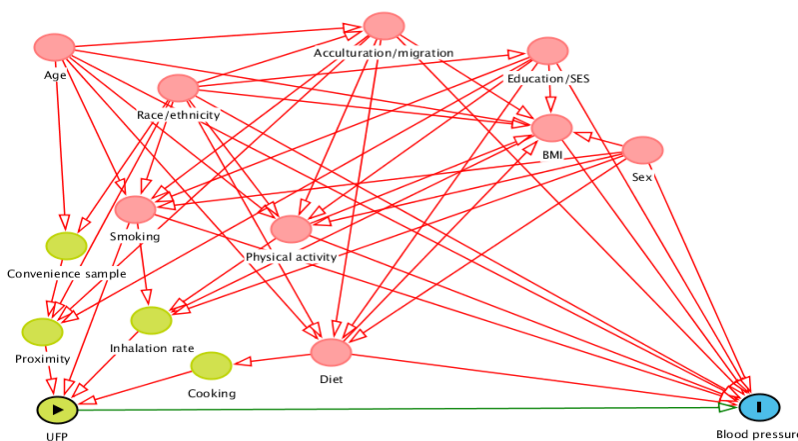 Acculturation/migration
Age
Education/SES
Race/ethnicity
BMI
Sex
Smoking
Physical activity
Convenience sample
Inhalation rate
Proximity
Diet
Cooking
UFP
Blood pressure